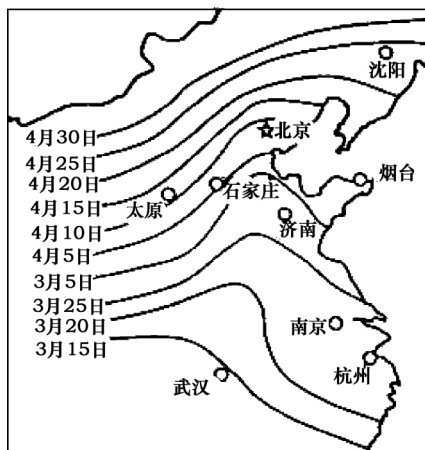 沈阳
4月30日
北京
4月25日
4月20日
烟台
4月15日
石家庄
太原
4月10日
济南
4月5日
3月5日
3月25日
3月20日
南京
3月15日
杭州
武汉